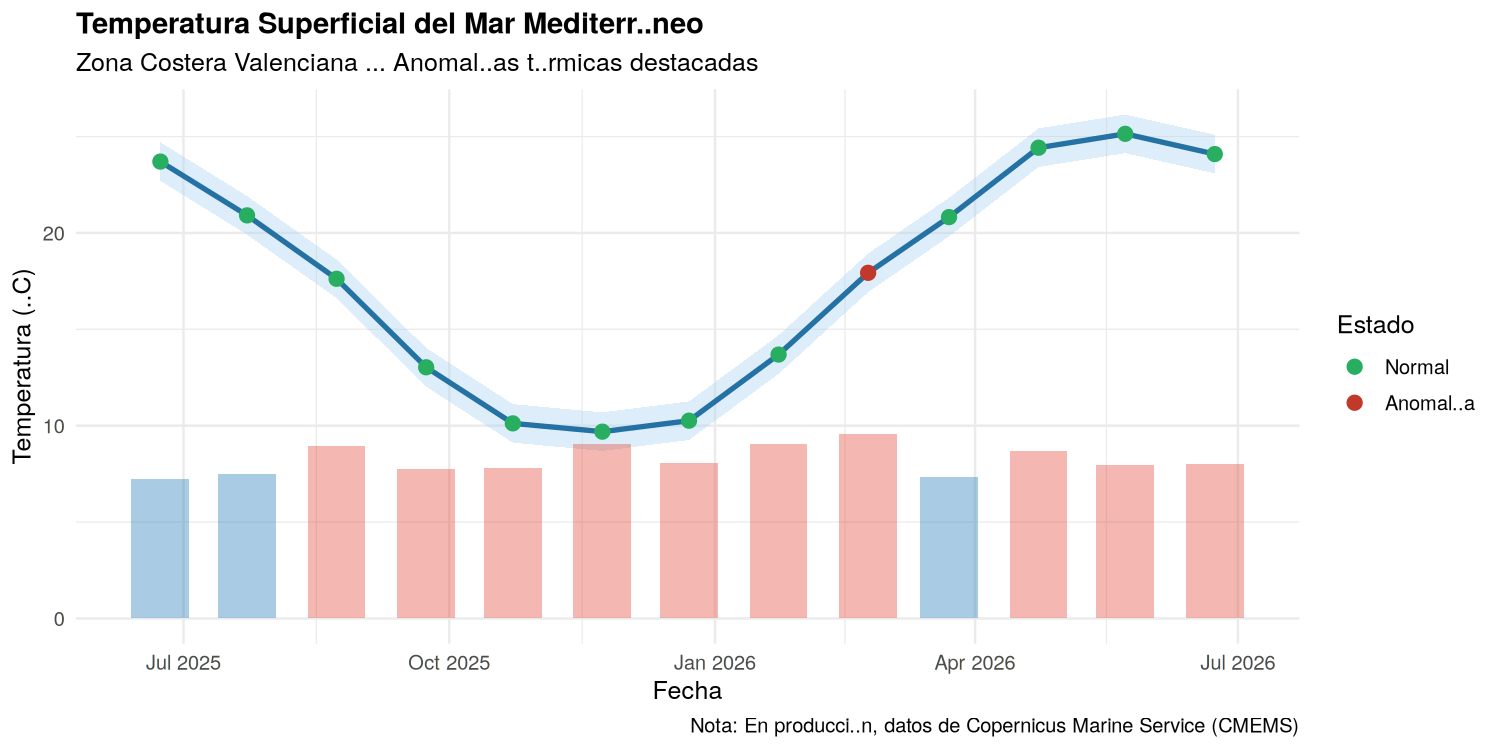 Temperatura Superficial del Mar Mediterr..neo
Zona Costera Valenciana ... Anomal..as t..rmicas destacadas
Temperatura (..C)
20
10
0
Jul 2025
Oct 2025
Jan 2026
Apr 2026
Jul 2026
Fecha
Estado
Normal
Anomal..a
Nota: En producci..n, datos de Copernicus Marine Service (CMEMS)